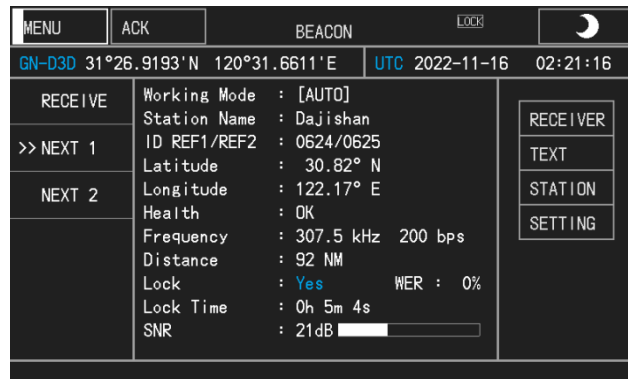 MENU ACK BEACON LOCK
GN-D3D 31°26.9193'N 120°31.6611'E UTC 2022-11-16 02:21:16
RECEIVE
>> NEXT 1
NEXT 2
Working Mode : [AUTO]
Station Name : Dajishan
ID REF1/REF2 : 0624/0625
Latitude : 30.82° N
Longitude : 122.17° E
Health : OK
Frequency : 307.5 kHz 200 bps
Distance : 92 NM
Lock : Yes WER : 0%
Lock Time : 0h 5m 4s
SNR : 21dB
RECEIVER
TEXT
STATION
SETTING